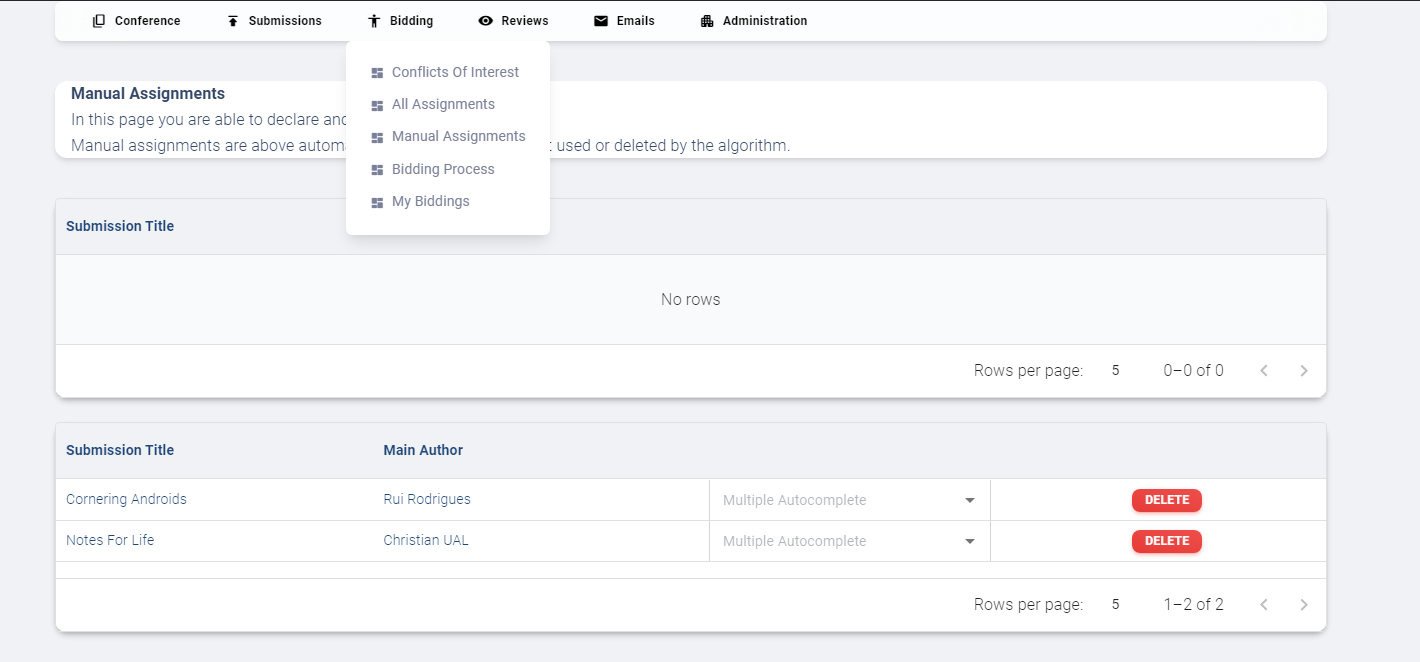 Conference Submissions Bidding Reviews Emails Administration
Conflicts Of Interest
All Assignments
Manual Assignments
Bidding Process
My Biddings
Manual Assignments
In this page you are able to declare and
Manual assignments are above used or deleted by the algorithm.
Submission Title
No rows
Rows per page: 5 0–0 of 0
Submission Title Main Author
Cornering Androids Rui Rodrigues Multiple Autocomplete DELETE
Notes For Life Christian UAL Multiple Autocomplete DELETE
Rows per page: 5 1–2 of 2